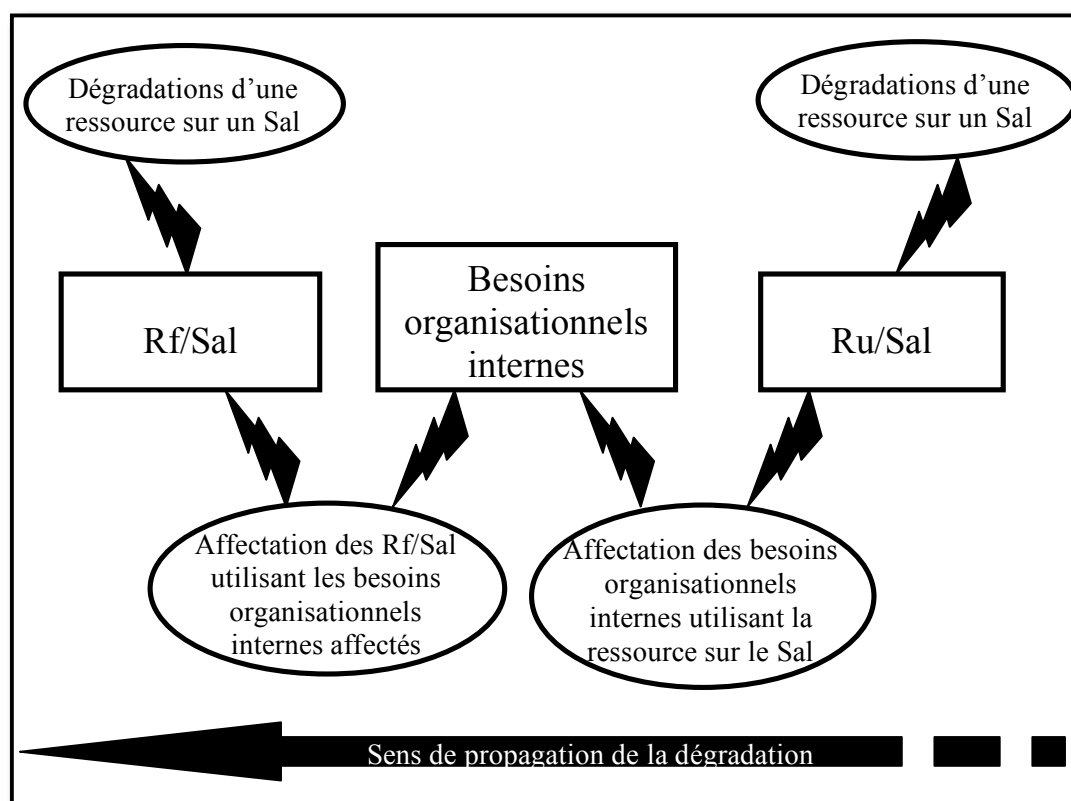 Dégradations d’une
ressource sur un Sal
Dégradations d’une
ressource sur un Sal
Rf/Sal
Besoins
organisationnels
internes
Ru/Sal
Affectation des Rf/Sal
utilisant les besoins
organisationnels
internes affectés
Affectation des besoins
organisationnels
internes utilisant la
ressource sur le Sal
Sens de propagation de la dégradation